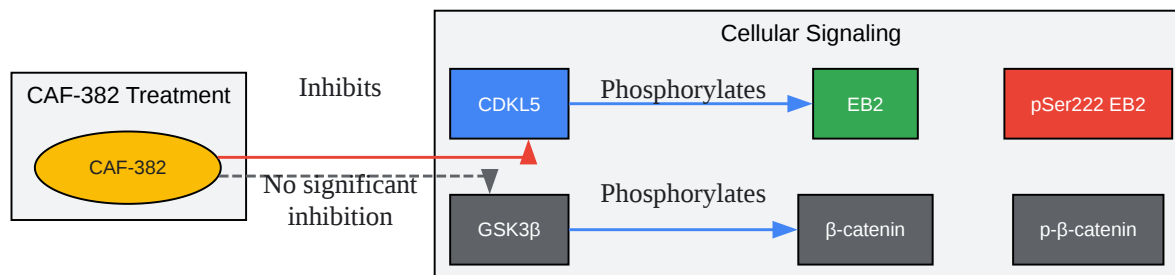 Cellular Signaling
CAF-382 Treatment
Inhibits
CDKL5
Phosphorylates
EB2
pSer222 EB2
CAF-382
No significant
inhibition
GSK3β
Phosphorylates
β-catenin
p-β-catenin